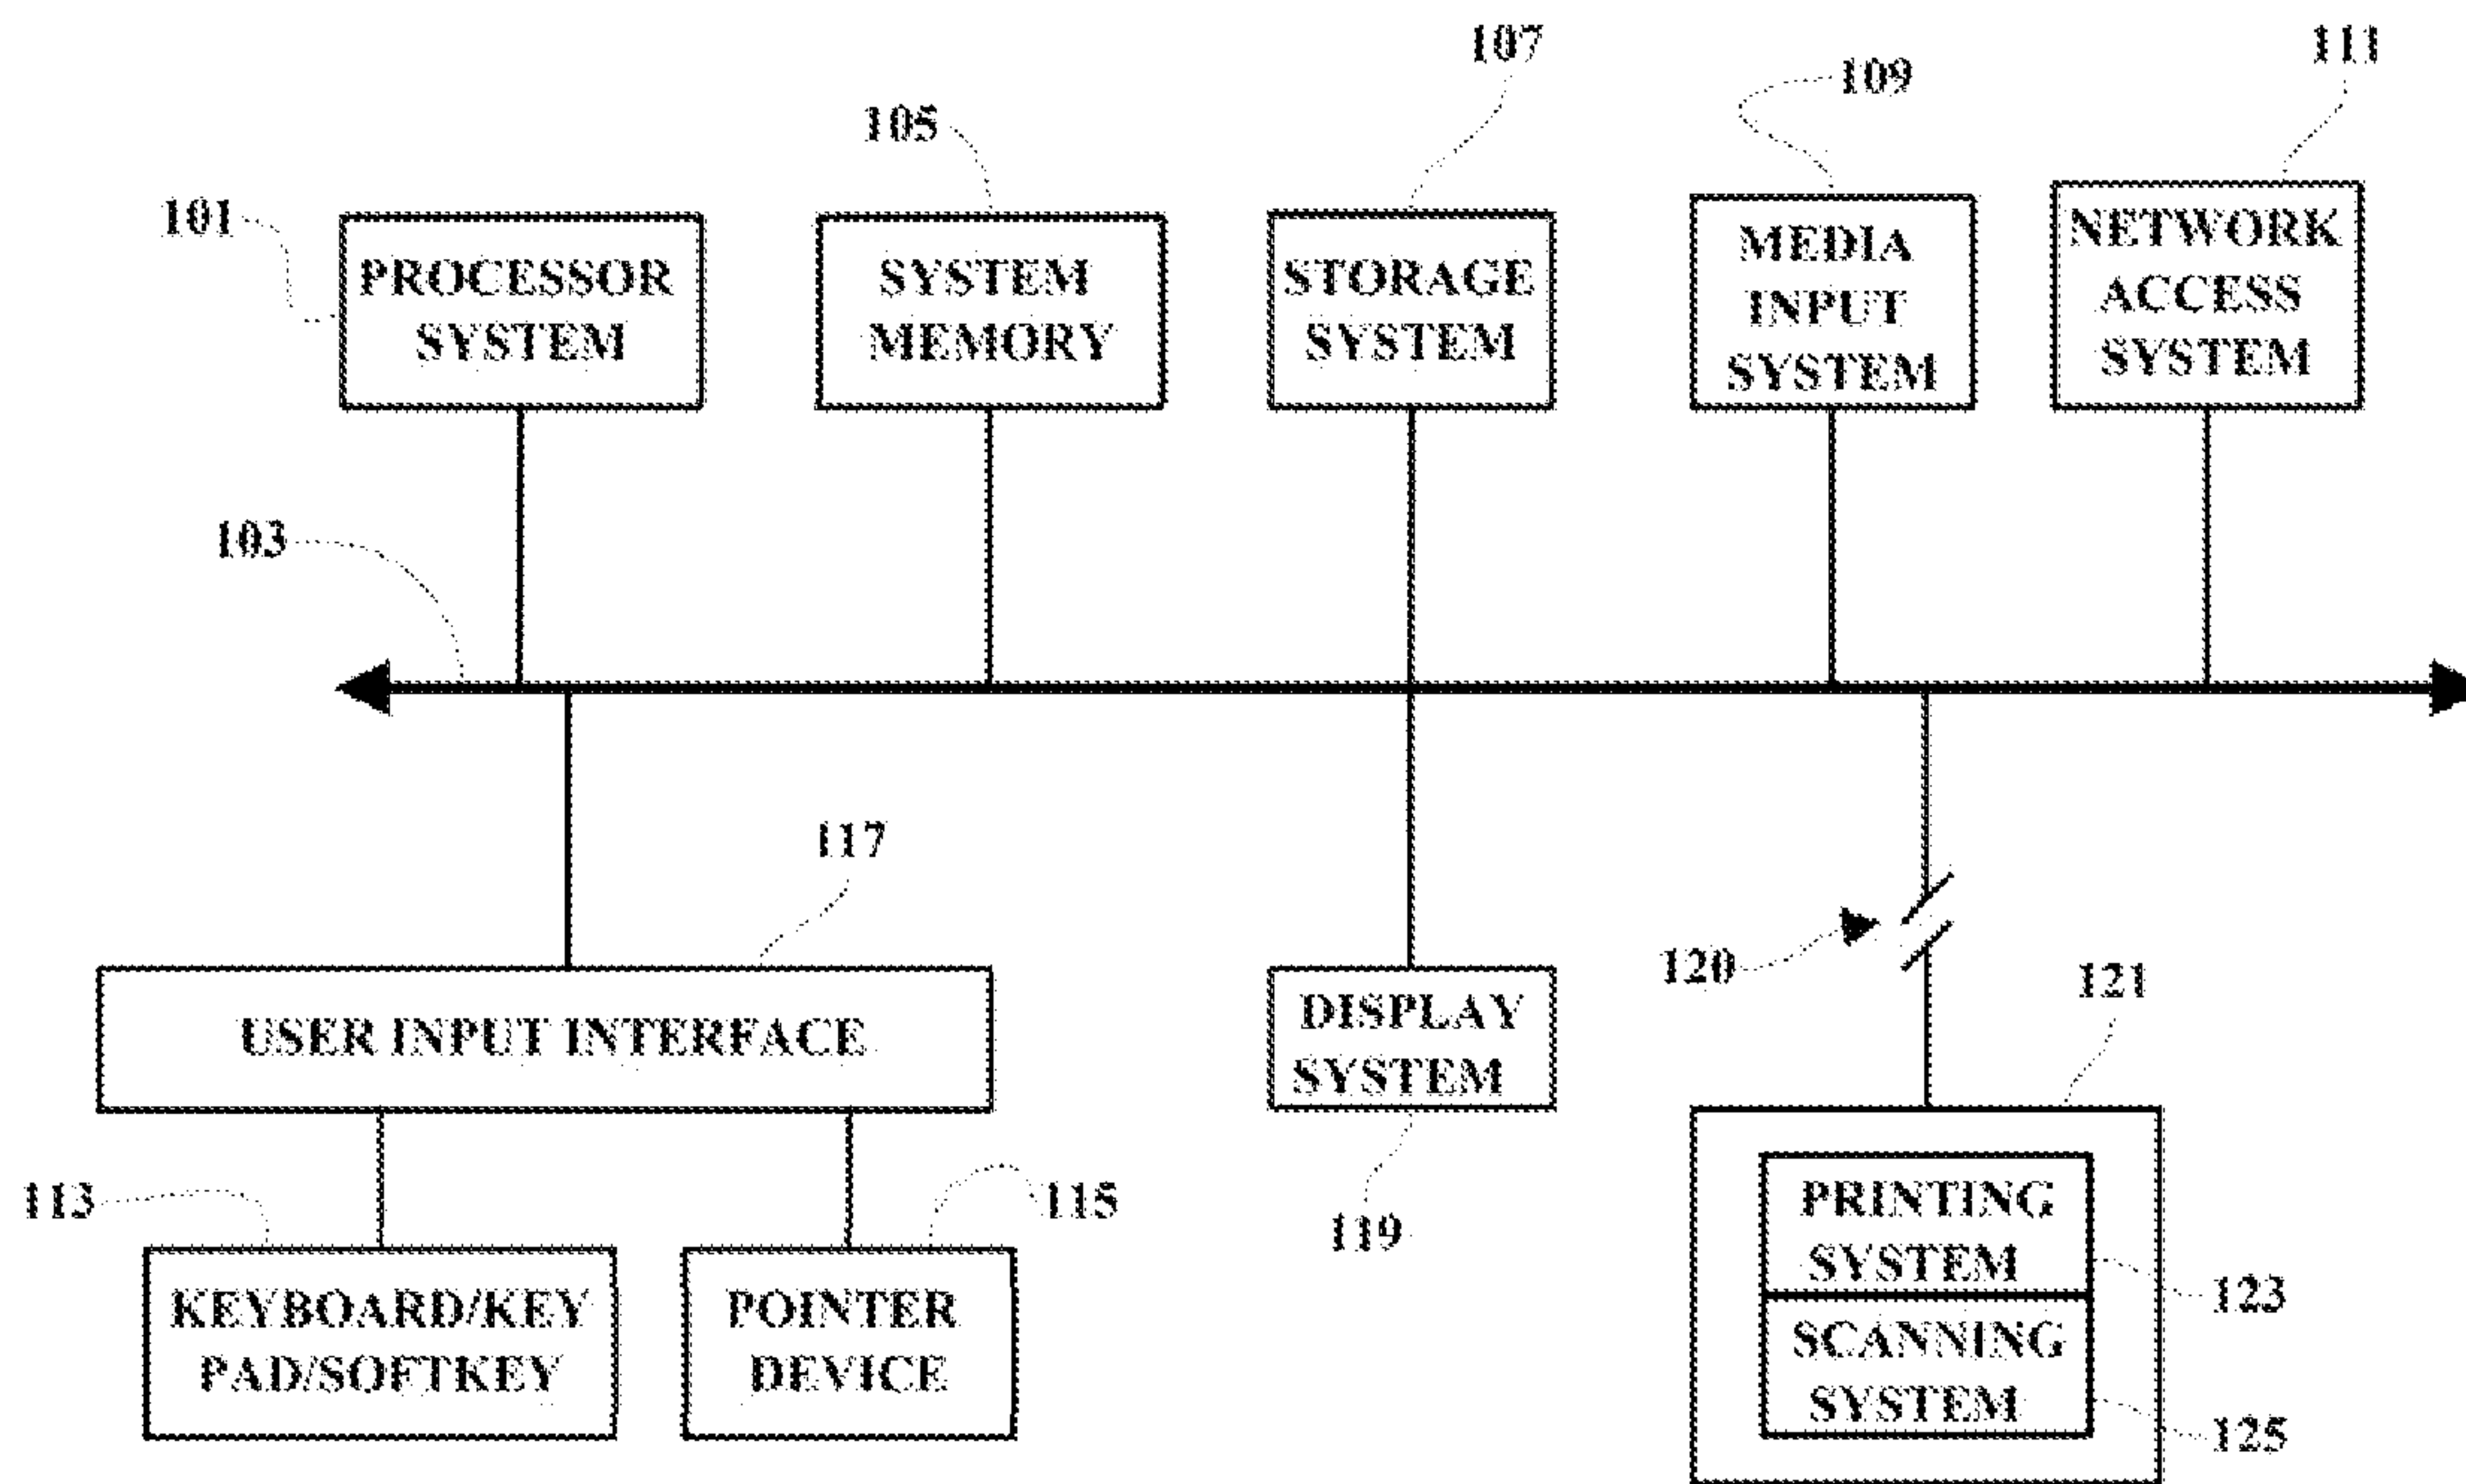 107
111
109
105
101
PROCESSOR
SYSTEM
SYSTEM
MEMORY
STORAGE
SYSTEM
MEDIA
INPUT
SYSTEM
NETWORK
ACCESS
SYSTEM
103
117
120
121
USER INPUT INTERFACE
DISPLAY
SYSTEM
113
115
119
KEYBOARD/KEY
PAD/SOFTKEY
POINTER
DEVICE
PRINTING
SYSTEM
123
SCANNING
SYSTEM
125